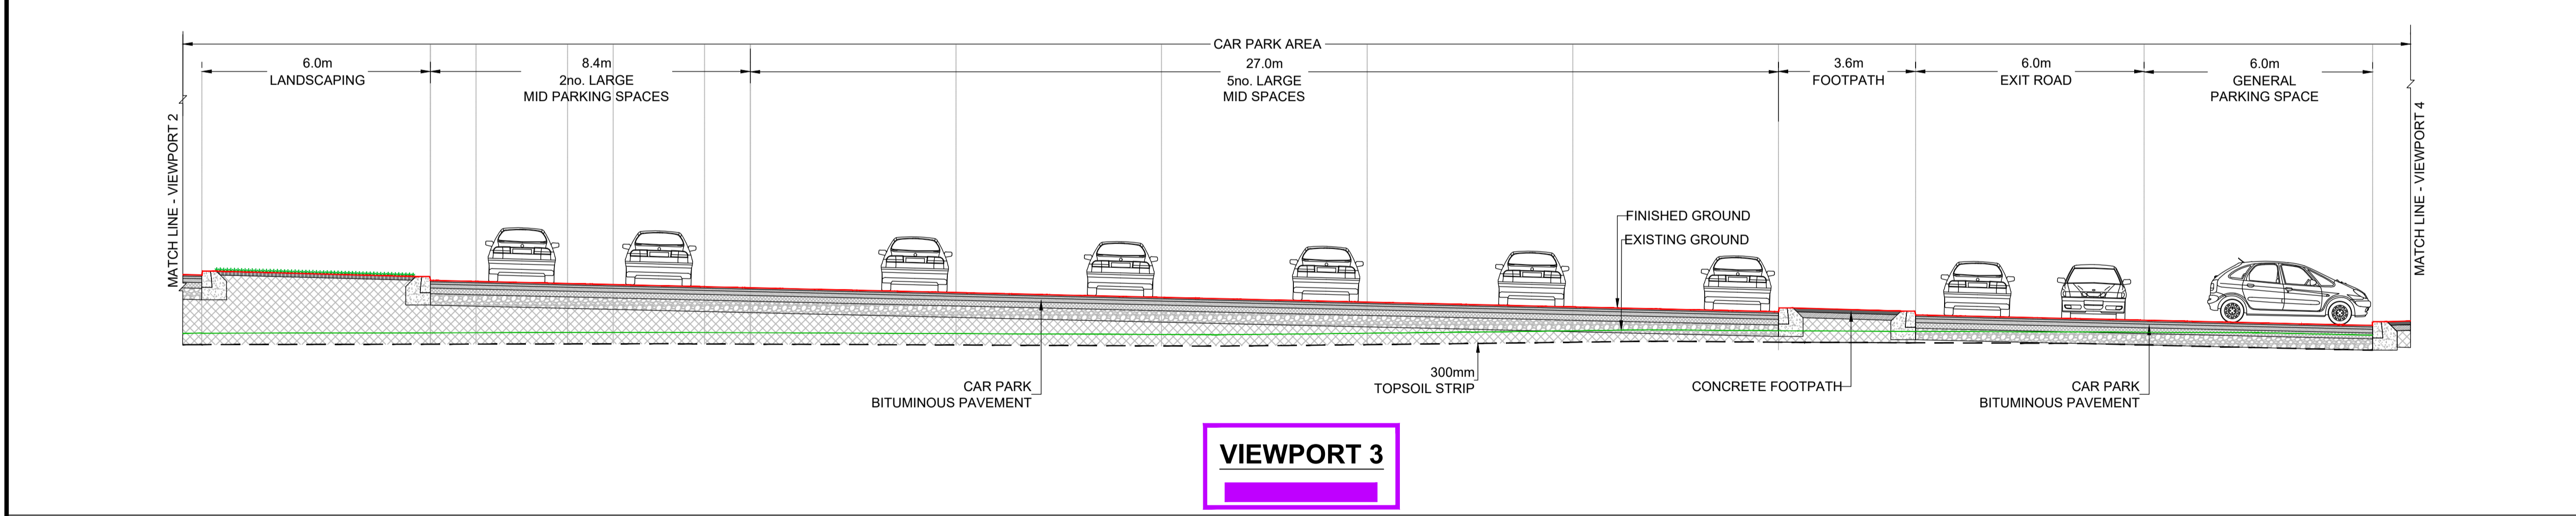 CAR PARK AREA
6.0m
LANDSCAPING
8.4m
2no. LARGE
MID PARKING SPACES
27.0m
5no. LARGE
MID SPACES
3.6m
FOOTPATH
6.0m
EXIT ROAD
6.0m
GENERAL
PARKING SPACE
MATCH LINE - VIEWPORT 2
MATCH LINE - VIEWPORT 4
FINISHED GROUND
EXISTING GROUND
CAR PARK
BITUMINOUS PAVEMENT
300mm
TOPSOIL STRIP
CONCRETE FOOTPATH
CAR PARK
BITUMINOUS PAVEMENT
VIEWPORT 3